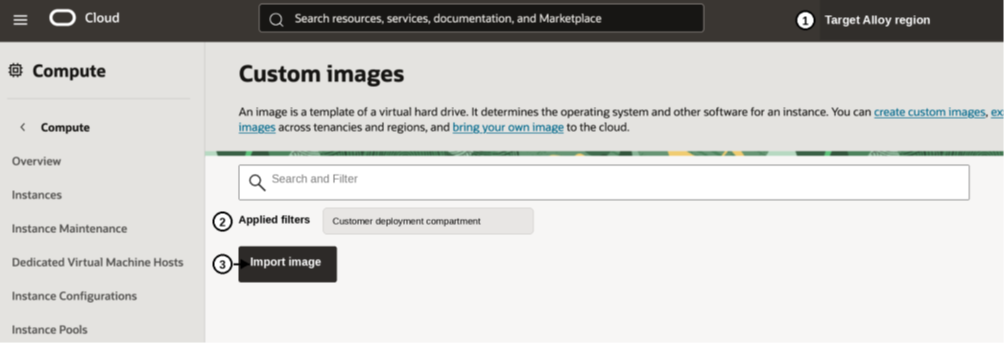 Cloud
Search resources, services, documentation, and Marketplace
1 Target Alloy region
Compute
Compute
Overview
Instances
Instance Maintenance
Dedicated Virtual Machine Hosts
Instance Configurations
Instance Pools
Custom images
An image is a template of a virtual hard drive. It determines the operating system and other software for an instance. You can create custom images, ex
images across tenancies and regions, and bring your own image to the cloud.
Search and Filter
2 Applied filters Customer deployment compartment
3 Import image